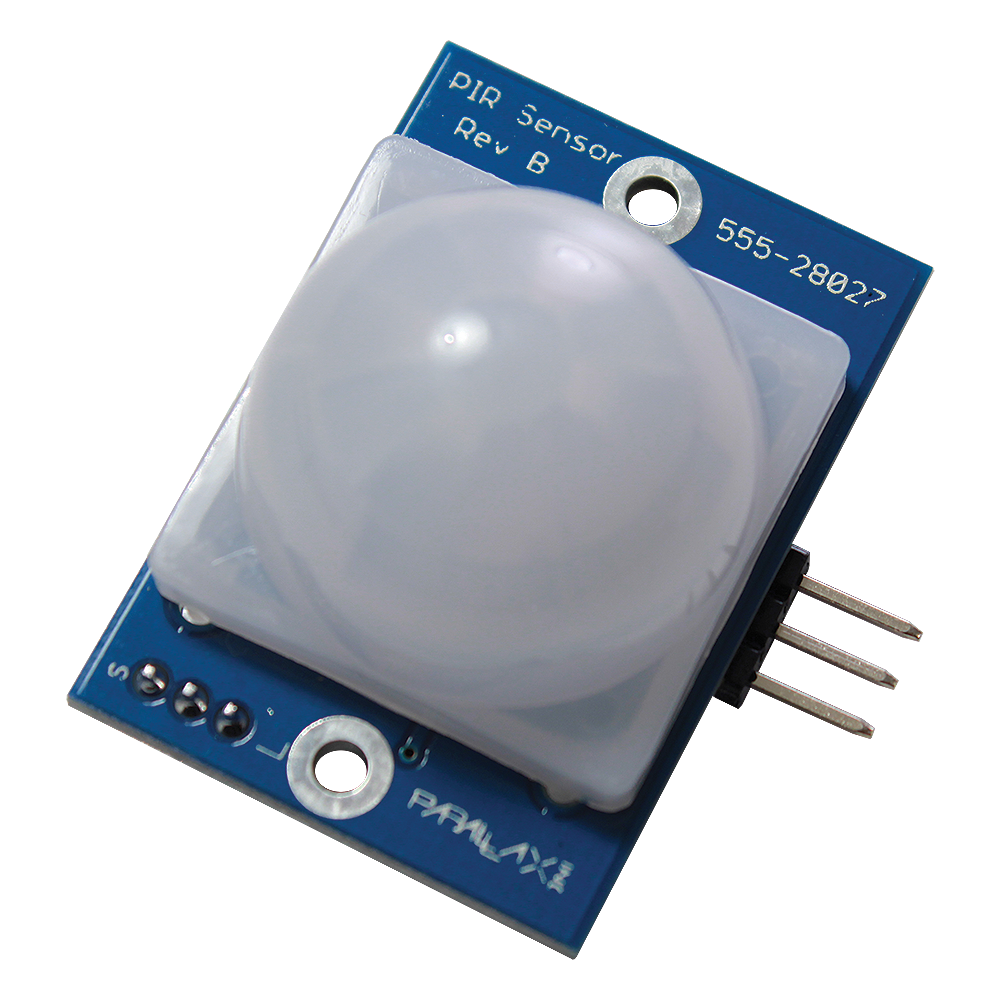 PIR Sensor
Rev B
555-28027
S
L
PARALLAX